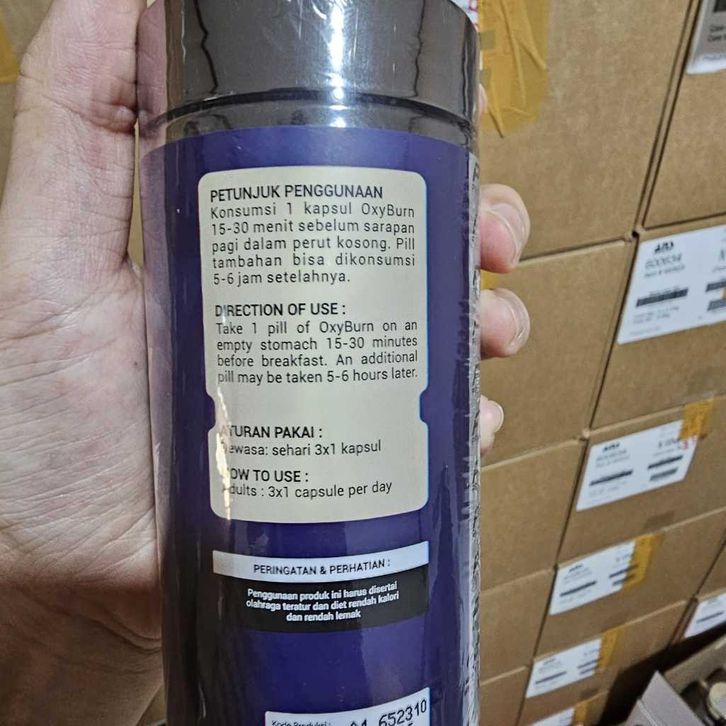 PETUNJUK PENGGUNAAN
Konsumsi 1 kapsul OxyBurn
15-30 menit sebelum sarapan
pagi dalam perut kosong. Pill
tambahan bisa dikonsumsi
5-6 jam setelahnya.
DIRECTION OF USE :
Take 1 pill of OxyBurn on an
empty stomach 15-30 minutes
before breakfast. An additional
pill may be taken 5-6 hours later.
ATURAN PAKAI :
Dewasa: sehari 3x1 kapsul
HOW TO USE :
Adults : 3x1 capsule per day
PERINGATAN & PERHATIAN :
Penggunaan produk ini harus disertai
olahraga teratur dan diet rendah kalori
dan rendah lemak
Kode Produksi :
652310
600634